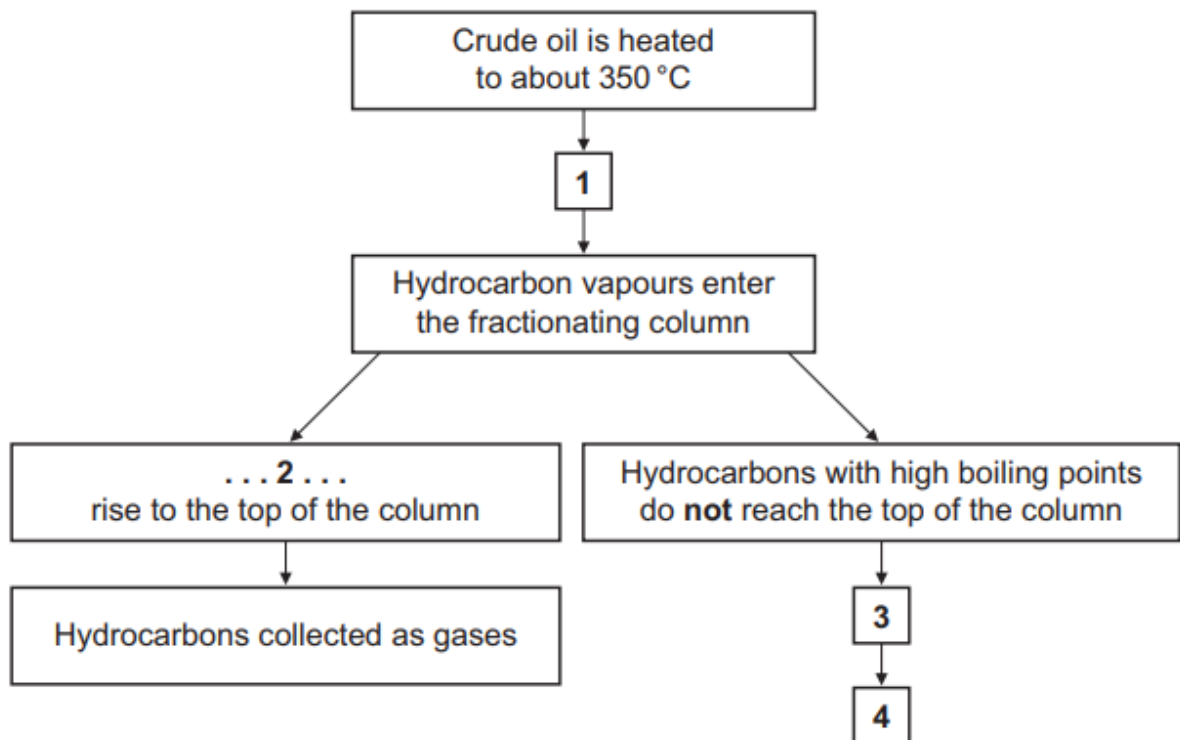 Crude oil is heated
to about 350 °C
1
Hydrocarbon vapours enter
the fractionating column
. . . 2 . . .
rise to the top of the column
Hydrocarbons with high boiling points
do not reach the top of the column
Hydrocarbons collected as gases
3
4